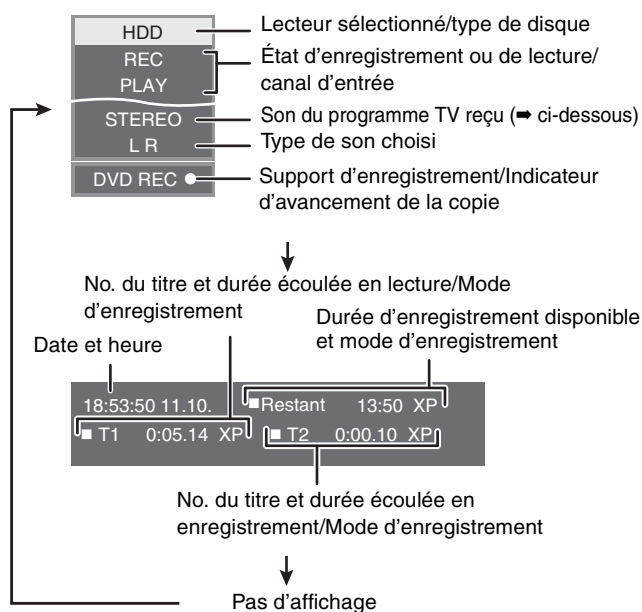 HDD
REC
PLAY
STEREO
L R
DVD REC ●
Lecteur sélectionné/type de disque
État d'enregistrement ou de lecture/
canal d'entrée
Son du programme TV reçu (➡ ci-dessous)
Type de son choisi
Support d'enregistrement/Indicateur
d'avancement de la copie
No. du titre et durée écoulée en lecture/Mode
d'enregistrement
Durée d'enregistrement disponible
et mode d'enregistrement
Date et heure
18:53:50 11.10. ■Restant 13:50 XP
■ T1 0:05.14 XP ■ T2 0:00.10 XP
No. du titre et durée écoulée en
enregistrement/Mode d'enregistrement
Pas d'affichage